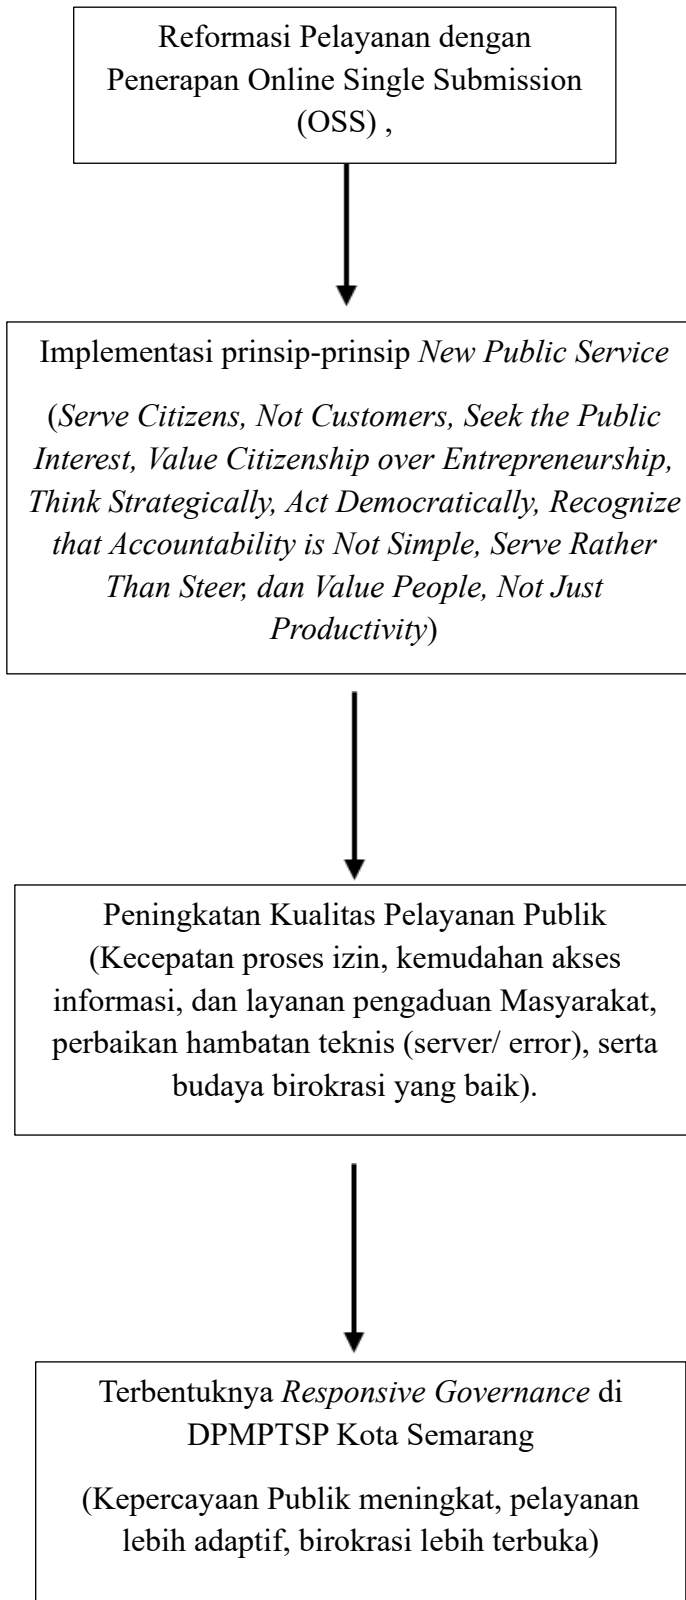 Reformasi Pelayanan dengan
Penerapan Online Single Submission
(OSS) ,
Implementasi prinsip-prinsip New Public Service
(Serve Citizens, Not Customers, Seek the Public
Interest, Value Citizenship over Entrepreneurship,
Think Strategically, Act Democratically, Recognize
that Accountability is Not Simple, Serve Rather
Than Steer, dan Value People, Not Just
Productivity)
Peningkatan Kualitas Pelayanan Publik
(Kecepatan proses izin, kemudahan akses
informasi, dan layanan pengaduan Masyarakat,
perbaikan hambatan teknis (server/ error), serta
budaya birokrasi yang baik).
Terbentuknya Responsive Governance di
DPMPTSP Kota Semarang
(Kepercayaan Publik meningkat, pelayanan
lebih adaptif, birokrasi lebih terbuka)